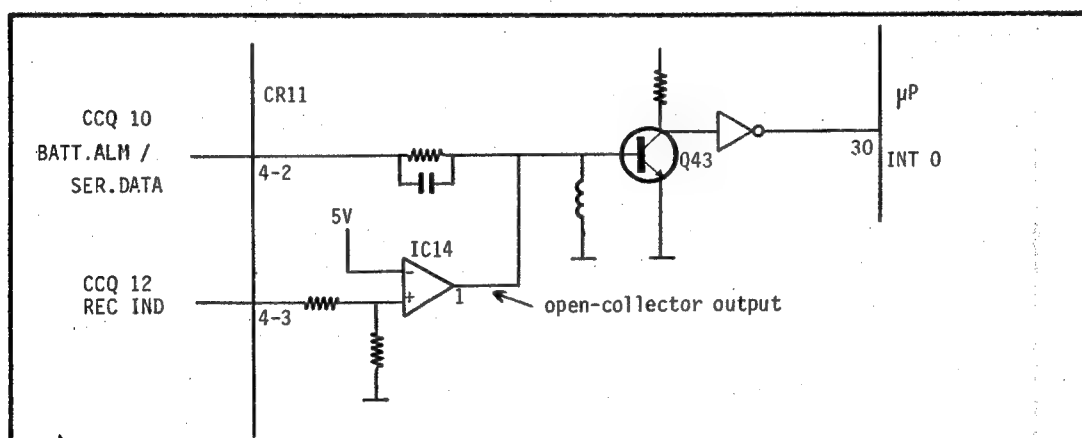 CCQ 10
BATT.ALM /
SER.DATA
CR11
4-2
5V
IC14
-
+
1
CCQ 12
REC IND
4-3
open-collector output
Q43
µP
30
INT 0